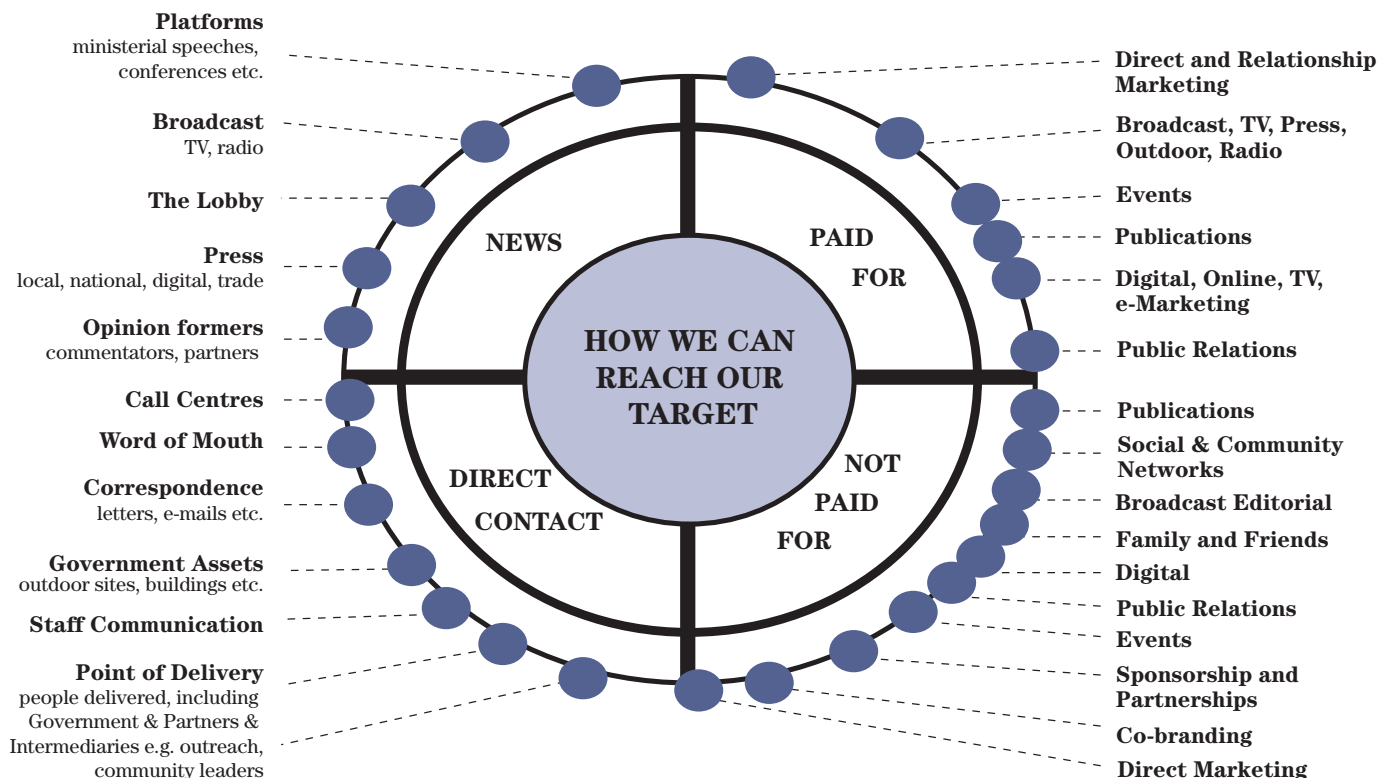 Platforms
ministerial speeches,
conferences etc.
Broadcast
TV, radio
The Lobby
Press
local, national, digital, trade
Opinion formers
commentators, partners
Call Centres
Word of Mouth
Correspondence
letters, e-mails etc.
Government Assets
outdoor sites, buildings etc.
Staff Communication
Point of Delivery
people delivered, including
Government & Partners &
Intermediaries e.g. outreach,
community leaders
NEWS
PAID
FOR
HOW WE CAN
REACH OUR
TARGET
DIRECT
CONTACT
NOT
PAID
FOR
Direct and Relationship
Marketing
Broadcast, TV, Press,
Outdoor, Radio
Events
Publications
Digital, Online, TV,
e-Marketing
Public Relations
Publications
Social & Community
Networks
Broadcast Editorial
Family and Friends
Digital
Public Relations
Events
Sponsorship and
Partnerships
Co-branding
Direct Marketing